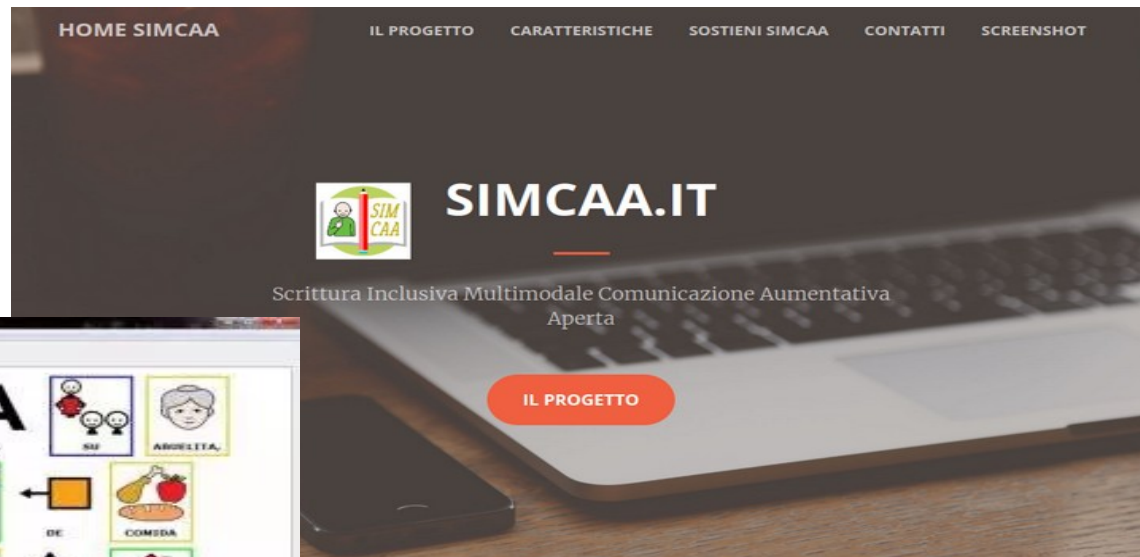 HOME SIMCAA
IL PROGETTO CARATTERISTICHE SOSTIENI SIMCAA CONTATTI SCREENSHOT
SIM
CAA
SIMCAA.IT
Scrittura Inclusiva Multimodale Comunicazione Aumentativa
Aperta
IL PROGETTO
A
SU ABUELITA,
DE COMIDA